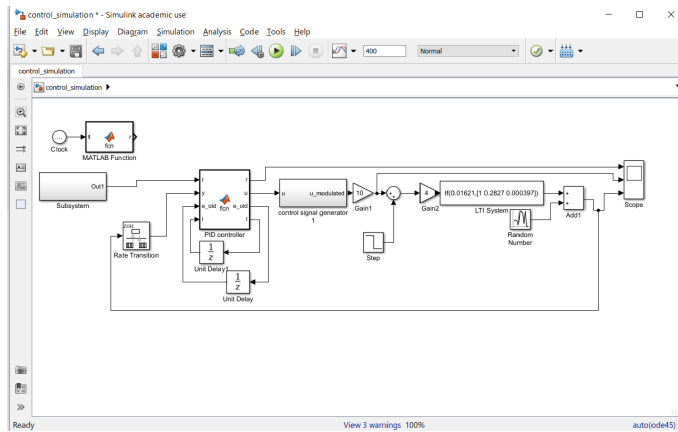 control_simulation * - Simulink academic use
File Edit View Display Diagram Simulation Analysis Code Tools Help
400 Normal
control_simulation
control_simulation
Clock
t fcn r
MATLAB Function
Out1
Subsystem
ZOH
Rate Transition
r
y u
e_old fcn e_old
I I
PID controller
1
z
Unit Delay1
1
z
Unit Delay
u u_modulated
control signal generator
1
10
Gain1
Step
4
Gain2
tf(0.01621,[1 0.2827 0.000397])
LTI System
Random
Number
Add1
Scope
Ready View 3 warnings 100% auto(ode45)